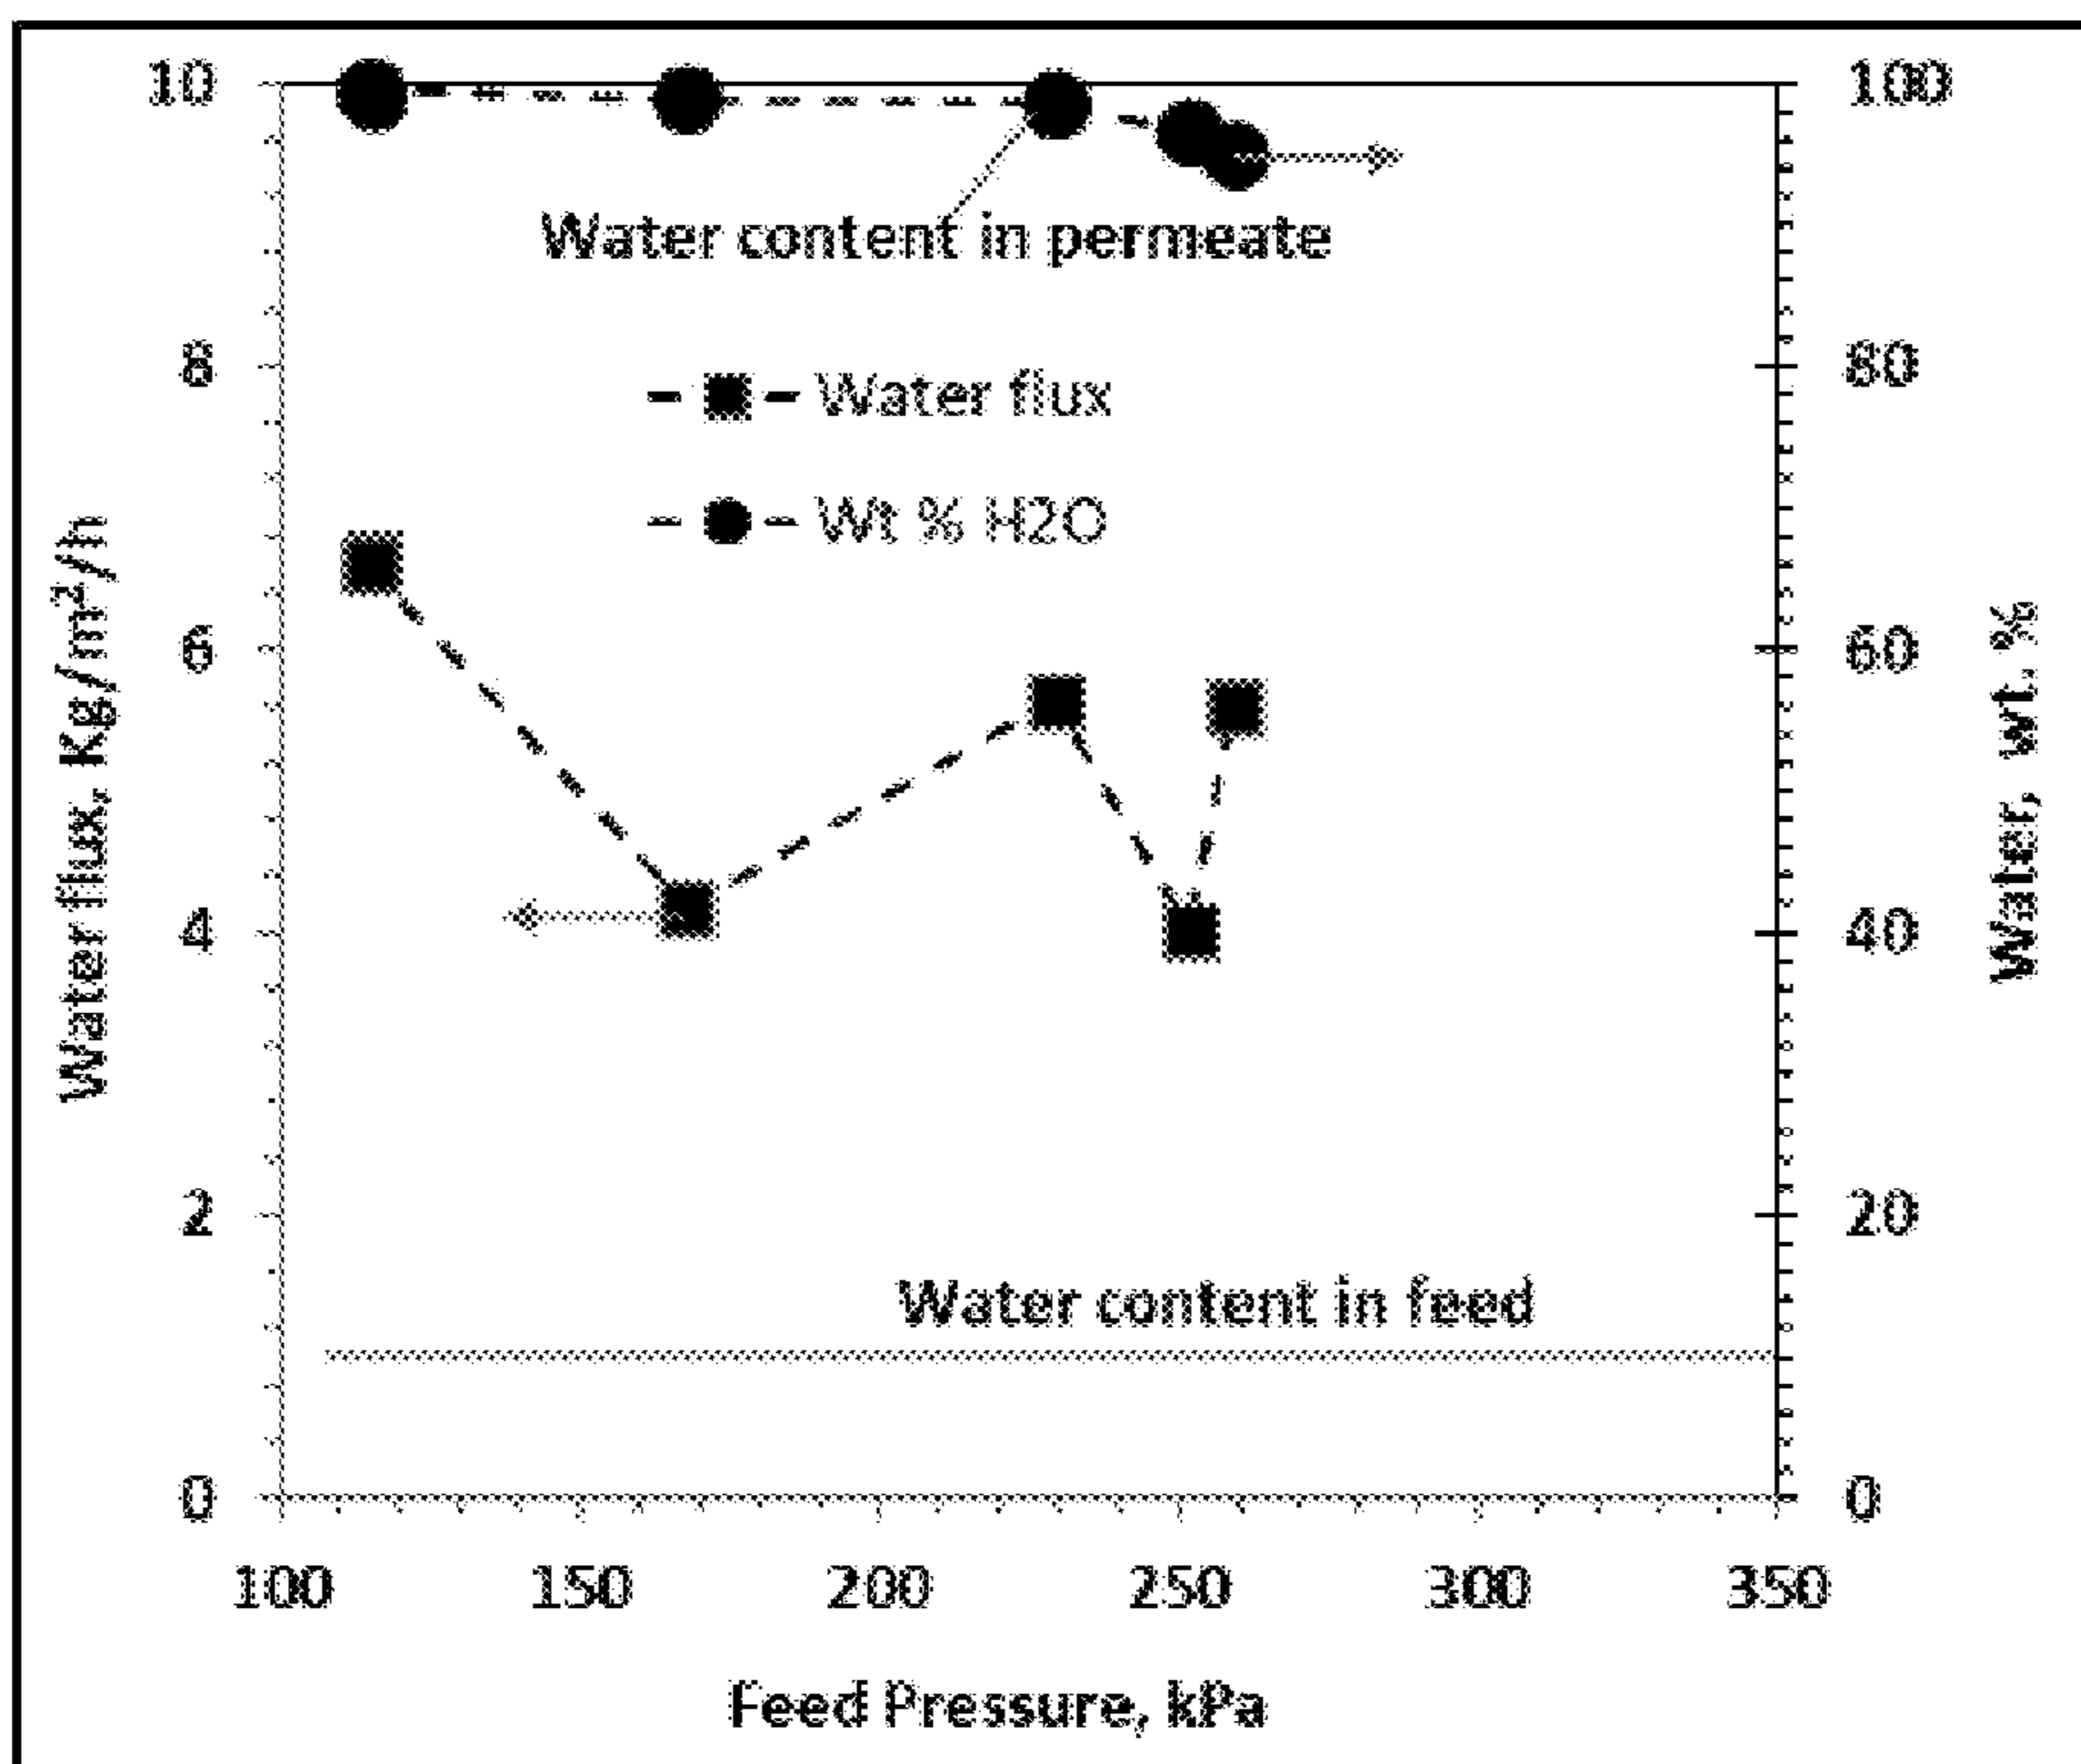 10
8
6
4
2
0
100
80
60
40
20
0
Water flux, Kg/m²/h
Water, wt. %
Water content in permeate
Water flux
Wt % H2O
Water content in feed
100 150 200 250 300 350
Feed Pressure, kPa